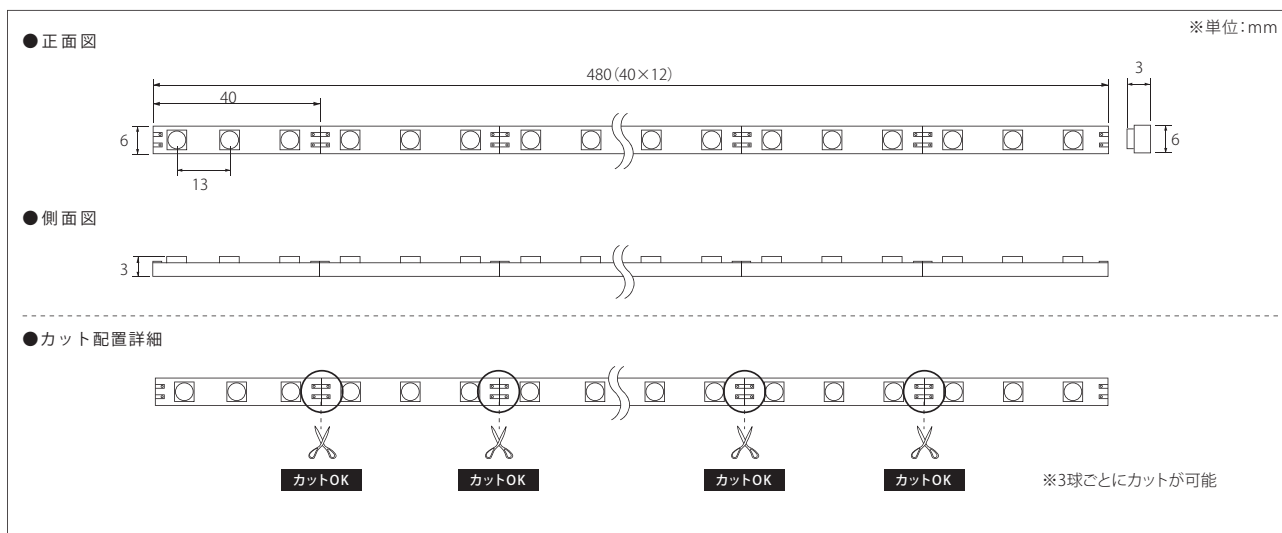 ※単位：mm
●正面図
480（40×12）
3
40
6
6
13
●側面図
3
●カット配置詳細
カットOK
カットOK
カットOK
カットOK
※3球ごとにカットが可能